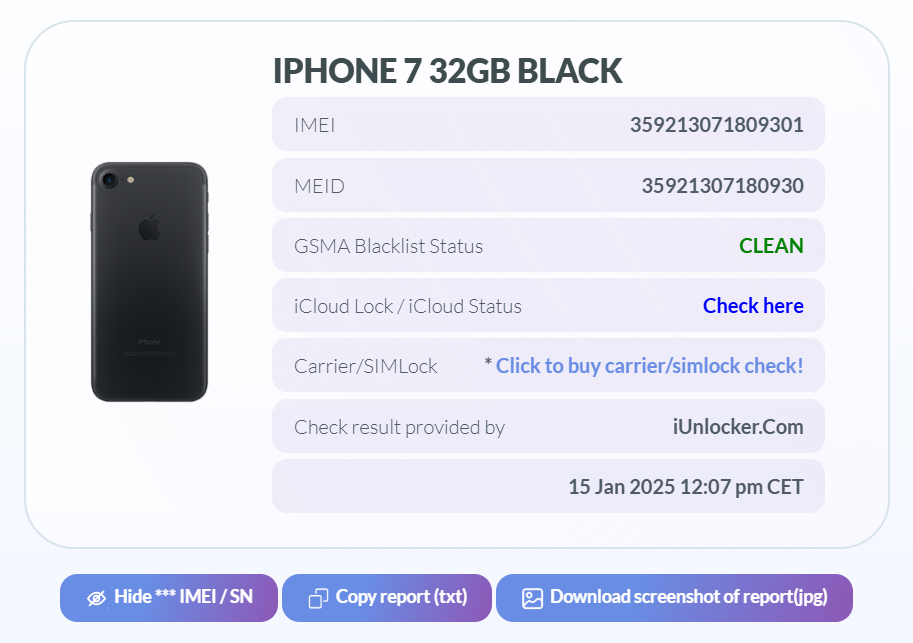 IPHONE 7 32GB BLACK
IMEI 359213071809301
MEID 35921307180930
GSMA Blacklist Status CLEAN
iCloud Lock / iCloud Status Check here
Carrier/SIMLock * Click to buy carrier/simlock check!
Check result provided by iUnlocker.Com
15 Jan 2025 12:07 pm CET
iPhone
Hide *** IMEI / SN Copy report (txt) Download screenshot of report(jpg)